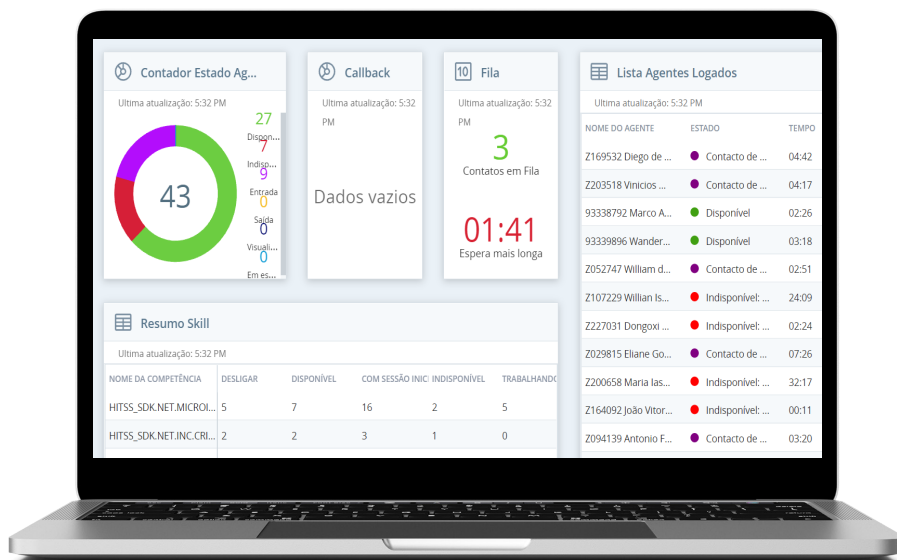 Contador Estado Ag...
Ultima atualização: 5:32 PM
43
27
Dispon...
7
Indisp...
9
Entrada
0
Saída
0
Visuali...
0
Em es...
Callback
Ultima atualização: 5:32
PM
Dados vazios
10 Fila
Ultima atualização: 5:32
PM
3
Contatos em Fila
01:41
Espera mais longa
Lista Agentes Logados
Ultima atualização: 5:32 PM
NOME DO AGENTE ESTADO TEMPO
Z169532 Diego de ... Contacto de ... 04:42
Z203518 Vinicios ... Contacto de ... 04:17
93338792 Marco A... Disponível 02:26
93339896 Wander... Disponível 03:18
Z052747 William d... Contacto de ... 02:51
Z107229 Willian Is... Indisponível: ... 24:09
Z227031 Dongoxi ... Indisponível: ... 02:24
Z029815 Eliane Go... Contacto de ... 07:26
Z200658 Maria Ias... Indisponível: ... 32:17
Z164092 João Vitor... Indisponível: ... 00:11
Z094139 Antonio F... Contacto de ... 03:20
Resumo Skill
Ultima atualização: 5:32 PM
NOME DA COMPETÊNCIA DESLIGAR DISPONÍVEL COM SESSÃO INICI INDISPONÍVEL TRABALHANDO
HITSS_SDK.NET.MICROI... 5 7 16 2 5
HITSS_SDK.NET.INC.CRI... 2 2 3 1 0